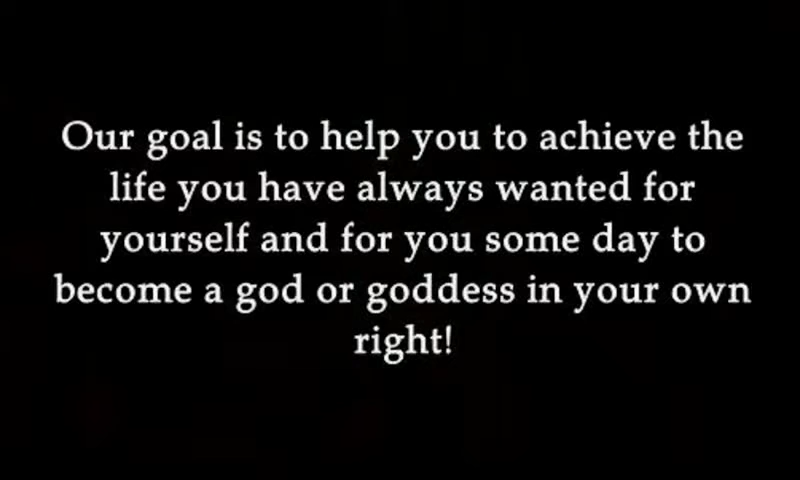 Our goal is to help you to achieve the
life you have always wanted for
yourself and for you some day to
become a god or goddess in your own
right!